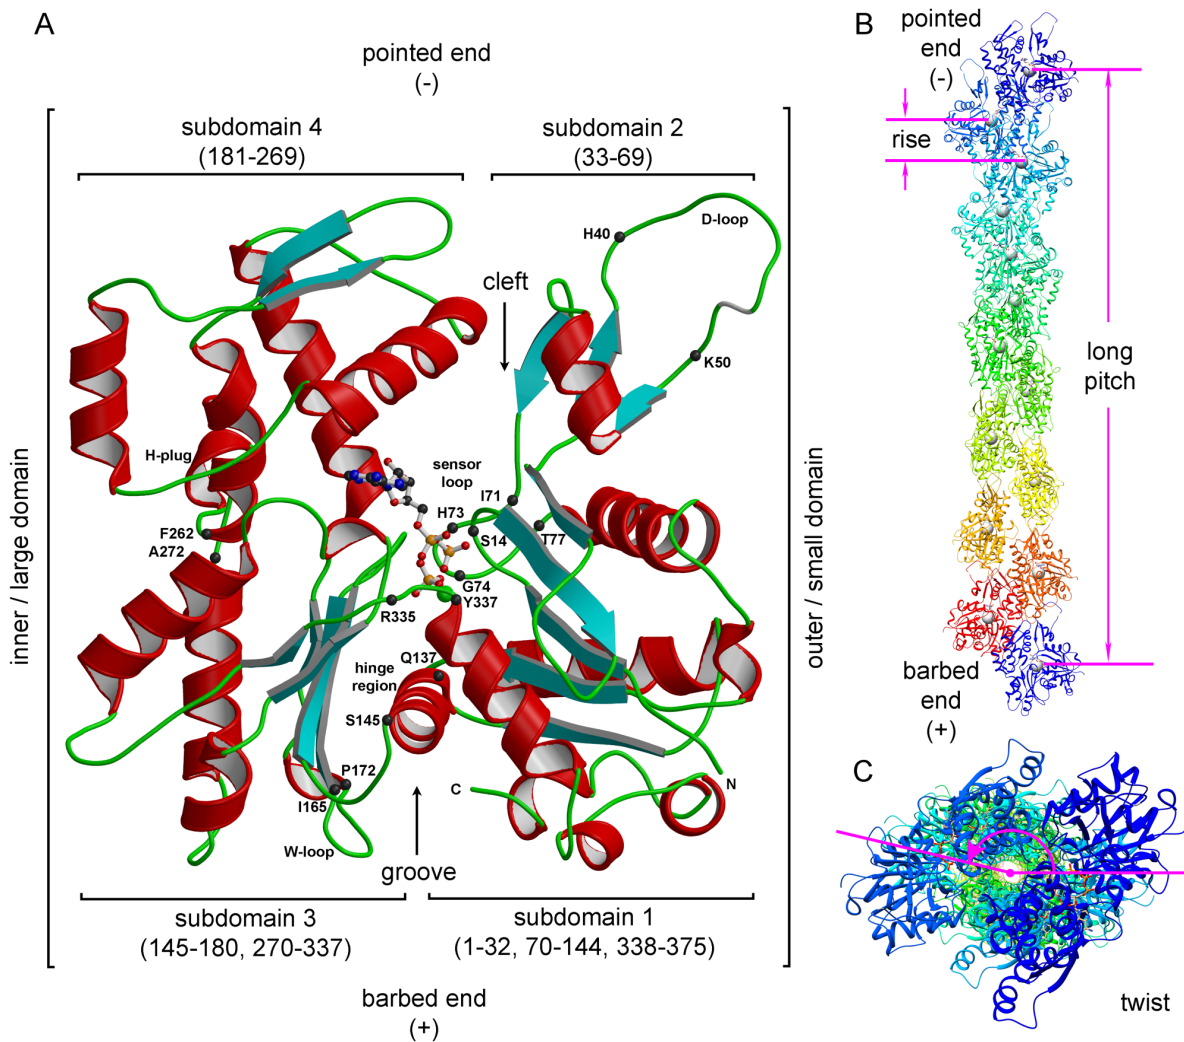 A
pointed end
(-)
subdomain 4
(181-269)
subdomain 2
(33-69)
D-loop
H40
cleft
K50
H-plug
sensor
loop
I71
H73
S14
T77
F262
A272
G74
R335
Y337
Q137
hinge
region
S145
P172
I165
C
N
W-loop
groove
subdomain 3
(145-180, 270-337)
subdomain 1
(1-32, 70-144, 338-375)
barbed end
(+)
inner / large domain
outer / small domain
B
pointed
end
(-)
rise
long
pitch
barbed
end
(+)
C
twist